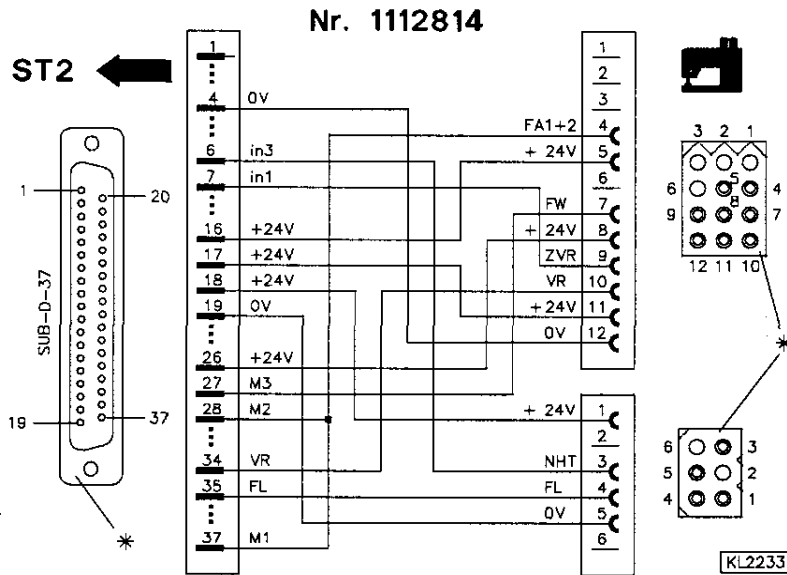 Nr. 1112814
ST2
SUB-D-37
1
20
19
37
*
1
4 0V
6 in3
7 in1
16 +24V
17 +24V
18 +24V
19 0V
26 +24V
27 M3
28 M2
34 VR
35 FL
37 M1
1
2
3
FA1+2 4
+ 24V 5
6
FW 7
+ 24V 8
ZVR 9
VR 10
+24V 11
0V 12
+ 24V 1
2
NHT 3
FL 4
0V 5
6
3 2 1
6 5 4
9 8 7
12 11 10
*
6 3
5 2
4 1
KL2233